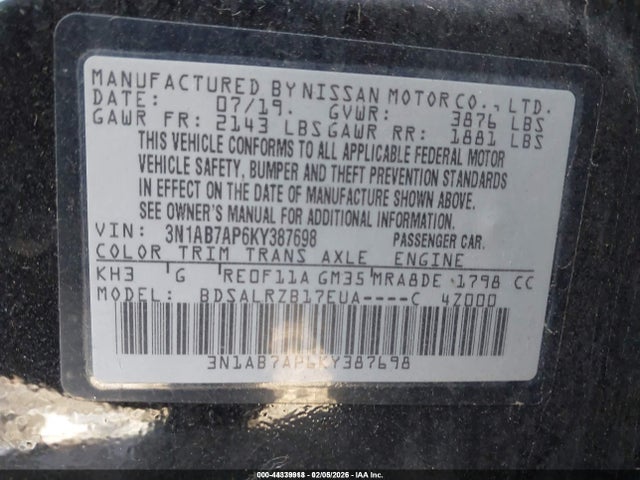 MANUFACTURED BY NISSAN MOTOR CO., LTD.
DATE: 07/19. GVWR: 3876 LBS
GAWR FR: 2143 LBS GAWR RR: 1881 LBS
THIS VEHICLE CONFORMS TO ALL APPLICABLE FEDERAL MOTOR
VEHICLE SAFETY, BUMPER AND THEFT PREVENTION STANDARDS
IN EFFECT ON THE DATE OF MANUFACTURE SHOWN ABOVE.
SEE OWNER'S MANUAL FOR ADDITIONAL INFORMATION.
VIN: 3N1AB7AP6KY387698 PASSENGER CAR.
COLOR TRIM TRANS AXLE ENGINE
KH3 G RE0F11A GM35 MRA8DE 1798 CC
MODEL: BDSALRZB17EUA----C 4Z000
3N1AB7AP6KY387698
000-44839918 - 02/05/2026 - IAA Inc.